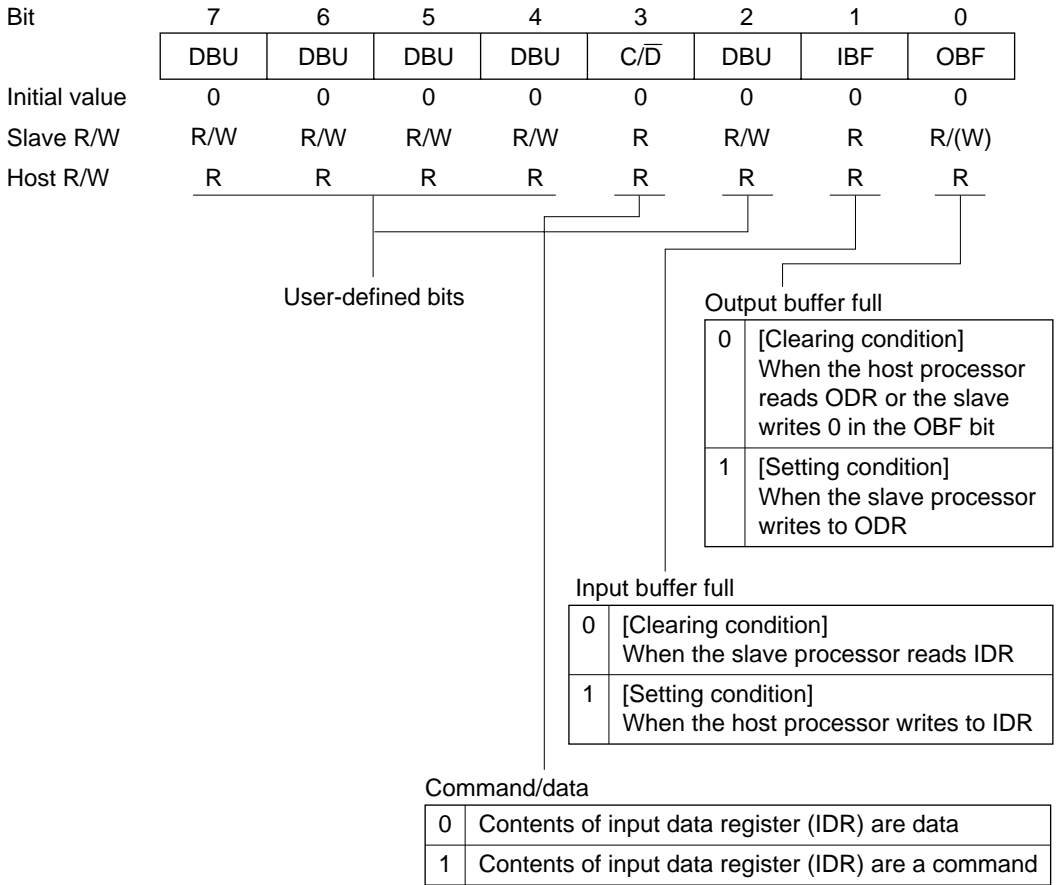 Bit 7 6 5 4 3 2 1 0
DBU DBU DBU DBU C/D̅ DBU IBF OBF
Initial value 0 0 0 0 0 0 0 0
Slave R/W R/W R/W R/W R/W R R/W R R/(W)
Host R/W R R R R R R R R
User-defined bits
Output buffer full
0 [Clearing condition]
When the host processor
reads ODR or the slave
writes 0 in the OBF bit
1 [Setting condition]
When the slave processor
writes to ODR
Input buffer full
0 [Clearing condition]
When the slave processor reads IDR
1 [Setting condition]
When the host processor writes to IDR
Command/data
0 Contents of input data register (IDR) are data
1 Contents of input data register (IDR) are a command